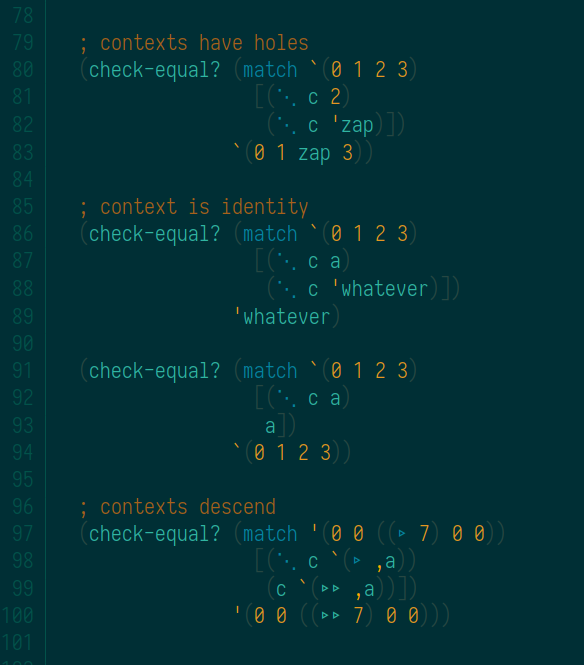 78
79 ; contexts have holes
80 (check-equal? (match `(0 1 2 3)
81 [(⋱ c 2)
82 (⋱ c 'zap)])
83 `(0 1 zap 3))
84
85 ; context is identity
86 (check-equal? (match `(0 1 2 3)
87 [(⋱ c a)
88 (⋱ c 'whatever)])
89 'whatever)
90
91 (check-equal? (match `(0 1 2 3)
92 [(⋱ c a)
93 a])
94 `(0 1 2 3))
95
96 ; contexts descend
97 (check-equal? (match '(0 0 ((▹ 7) 0 0))
98 [(⋱ c `(▹ ,a))
99 (c `(▹▹ ,a))])
100 '(0 0 ((▹▹ 7) 0 0)))
101